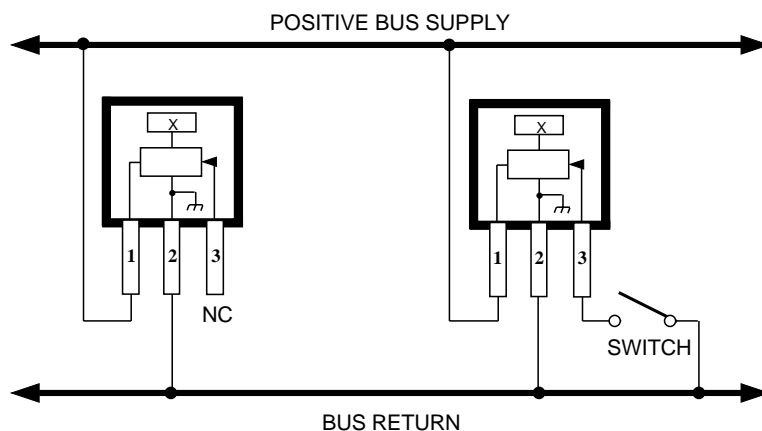 POSITIVE BUS SUPPLY
X
X
1 2 3
1 2 3
NC
SWITCH
BUS RETURN